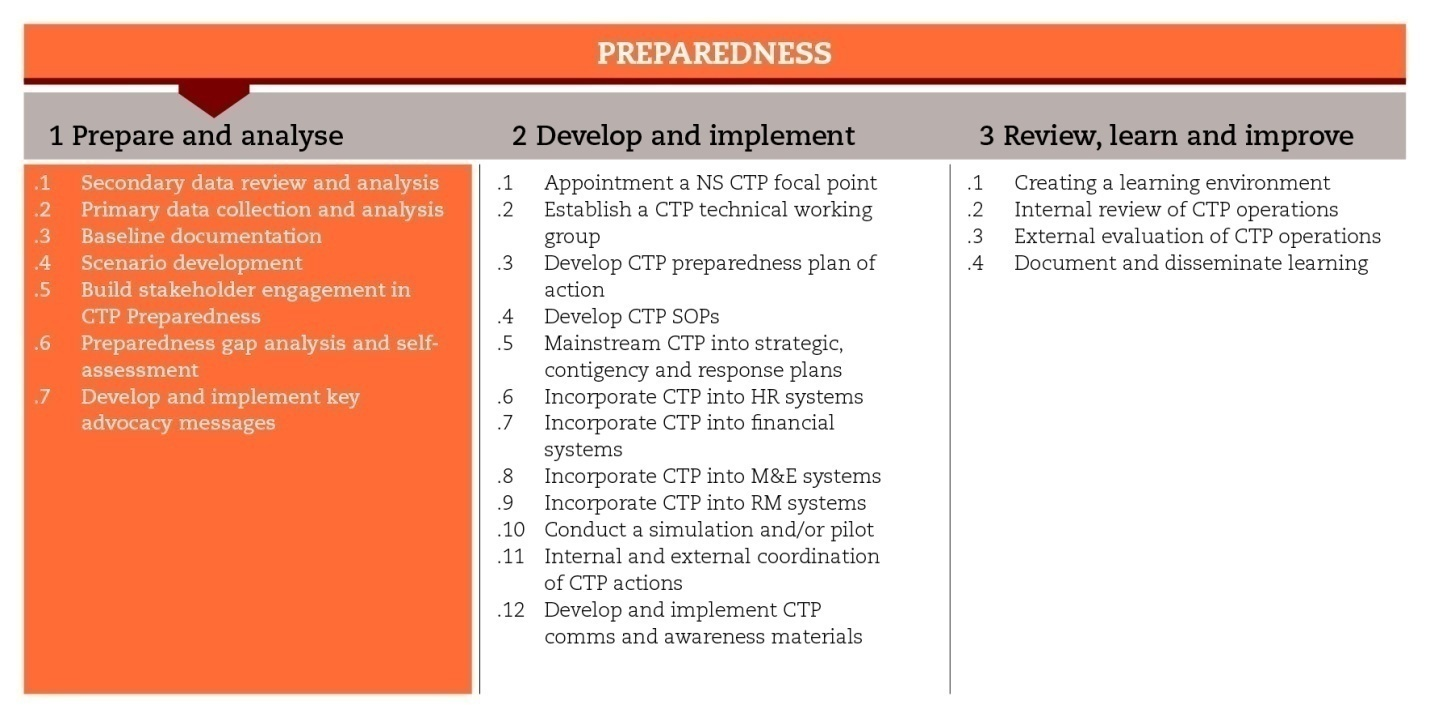 PREPAREDNESS
1 Prepare and analyse
.1 Secondary data review and analysis
.2 Primary data collection and analysis
.3 Baseline documentation
.4 Scenario development
.5 Build stakeholder engagement in
CTP Preparedness
.6 Preparedness gap analysis and self-
assessment
.7 Develop and implement key
advocacy messages
2 Develop and implement
.1 Appointment a NS CTP focal point
.2 Establish a CTP technical working
group
.3 Develop CTP preparedness plan of
action
.4 Develop CTP SOPs
.5 Mainstream CTP into strategic,
contigency and response plans
.6 Incorporate CTP into HR systems
.7 Incorporate CTP into financial
systems
.8 Incorporate CTP into M&E systems
.9 Incorporate CTP into RM systems
.10 Conduct a simulation and/or pilot
.11 Internal and external coordination
of CTP actions
.12 Develop and implement CTP
comms and awareness materials
3 Review, learn and improve
.1 Creating a learning environment
.2 Internal review of CTP operations
.3 External evaluation of CTP operations
.4 Document and disseminate learning